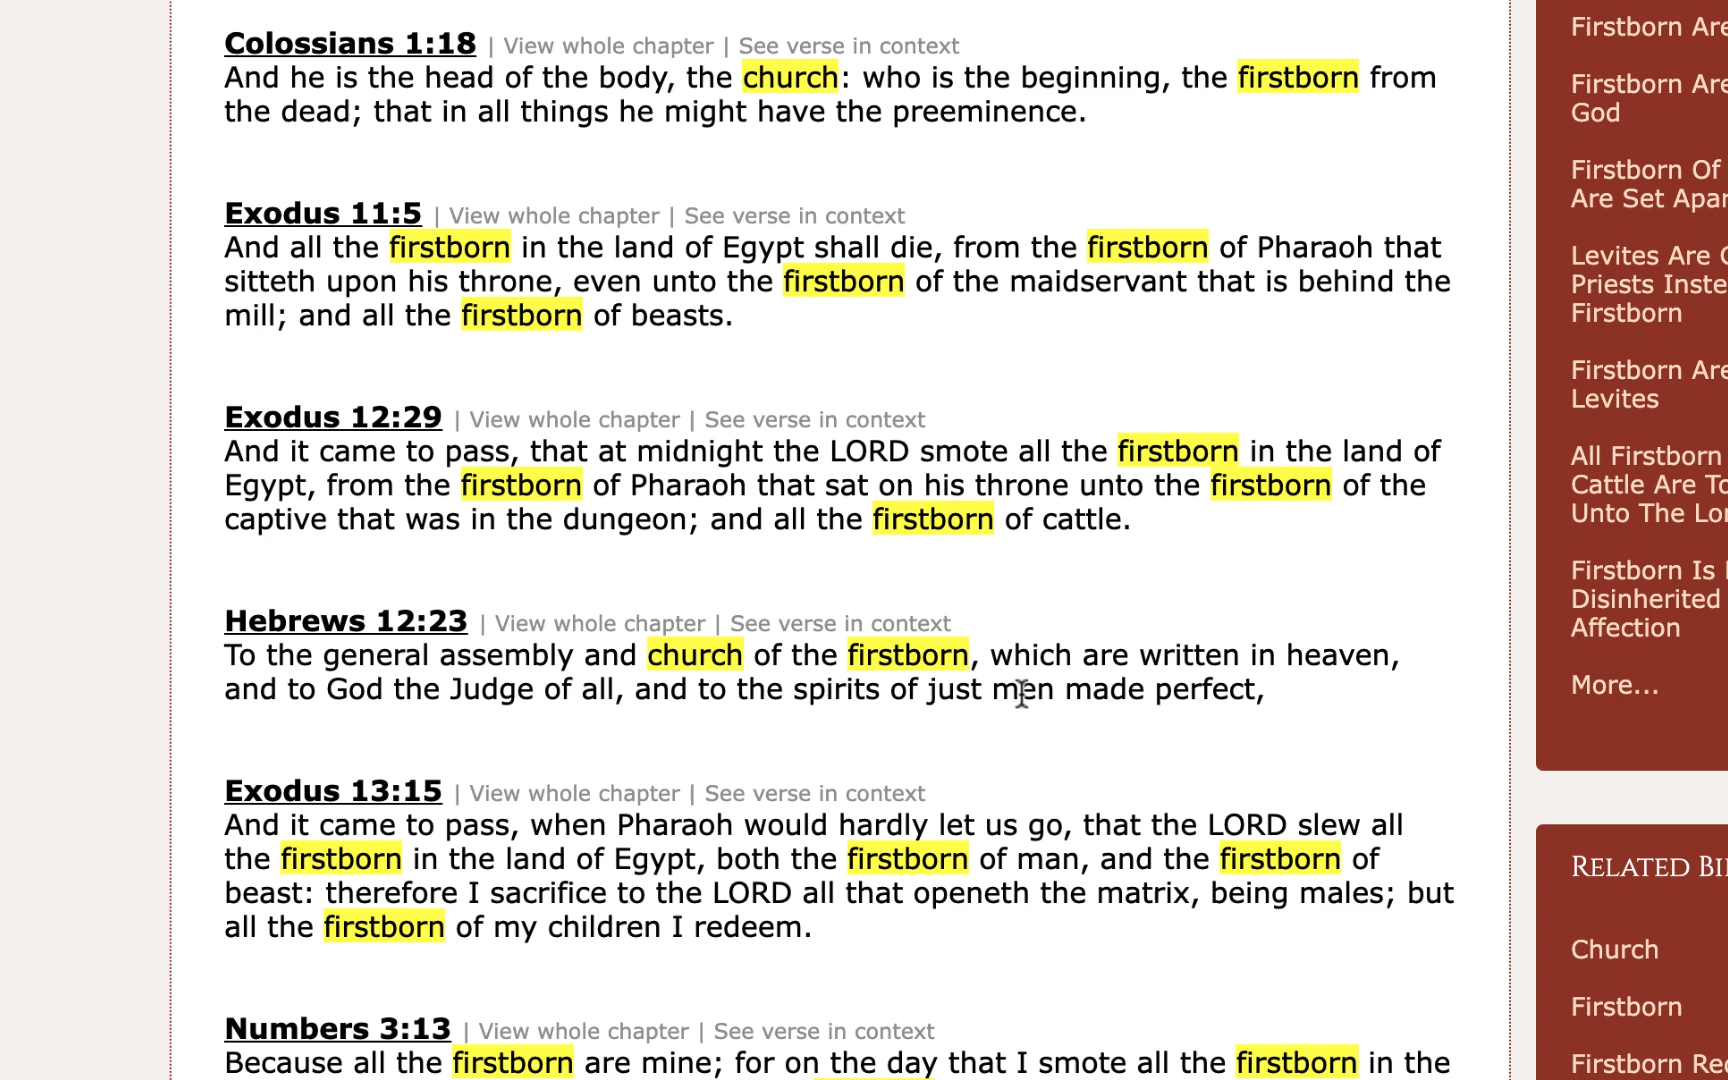 Colossians 1:18 | View whole chapter | See verse in context
And he is the head of the body, the church: who is the beginning, the firstborn from
the dead; that in all things he might have the preeminence.
Exodus 11:5 | View whole chapter | See verse in context
And all the firstborn in the land of Egypt shall die, from the firstborn of Pharaoh that
sitteth upon his throne, even unto the firstborn of the maidservant that is behind the
mill; and all the firstborn of beasts.
Exodus 12:29 | View whole chapter | See verse in context
And it came to pass, that at midnight the LORD smote all the firstborn in the land of
Egypt, from the firstborn of Pharaoh that sat on his throne unto the firstborn of the
captive that was in the dungeon; and all the firstborn of cattle.
Hebrews 12:23 | View whole chapter | See verse in context
To the general assembly and church of the firstborn, which are written in heaven,
and to God the Judge of all, and to the spirits of just men made perfect,
Exodus 13:15 | View whole chapter | See verse in context
And it came to pass, when Pharaoh would hardly let us go, that the LORD slew all
the firstborn in the land of Egypt, both the firstborn of man, and the firstborn of
beast: therefore I sacrifice to the LORD all that openeth the matrix, being males; but
all the firstborn of my children I redeem.
Numbers 3:13 | View whole chapter | See verse in context
Because all the firstborn are mine; for on the day that I smote all the firstborn in the
Firstborn Are
Firstborn Are
God
Firstborn Of
Are Set
Levites Are
Priests
Firstborn
Firstborn Are
Levites
All Firstborn
Cattle Are
Unto The
Firstborn Is
Disinherited
Affection
More...
RELATED
Church
Firstborn
Firstborn